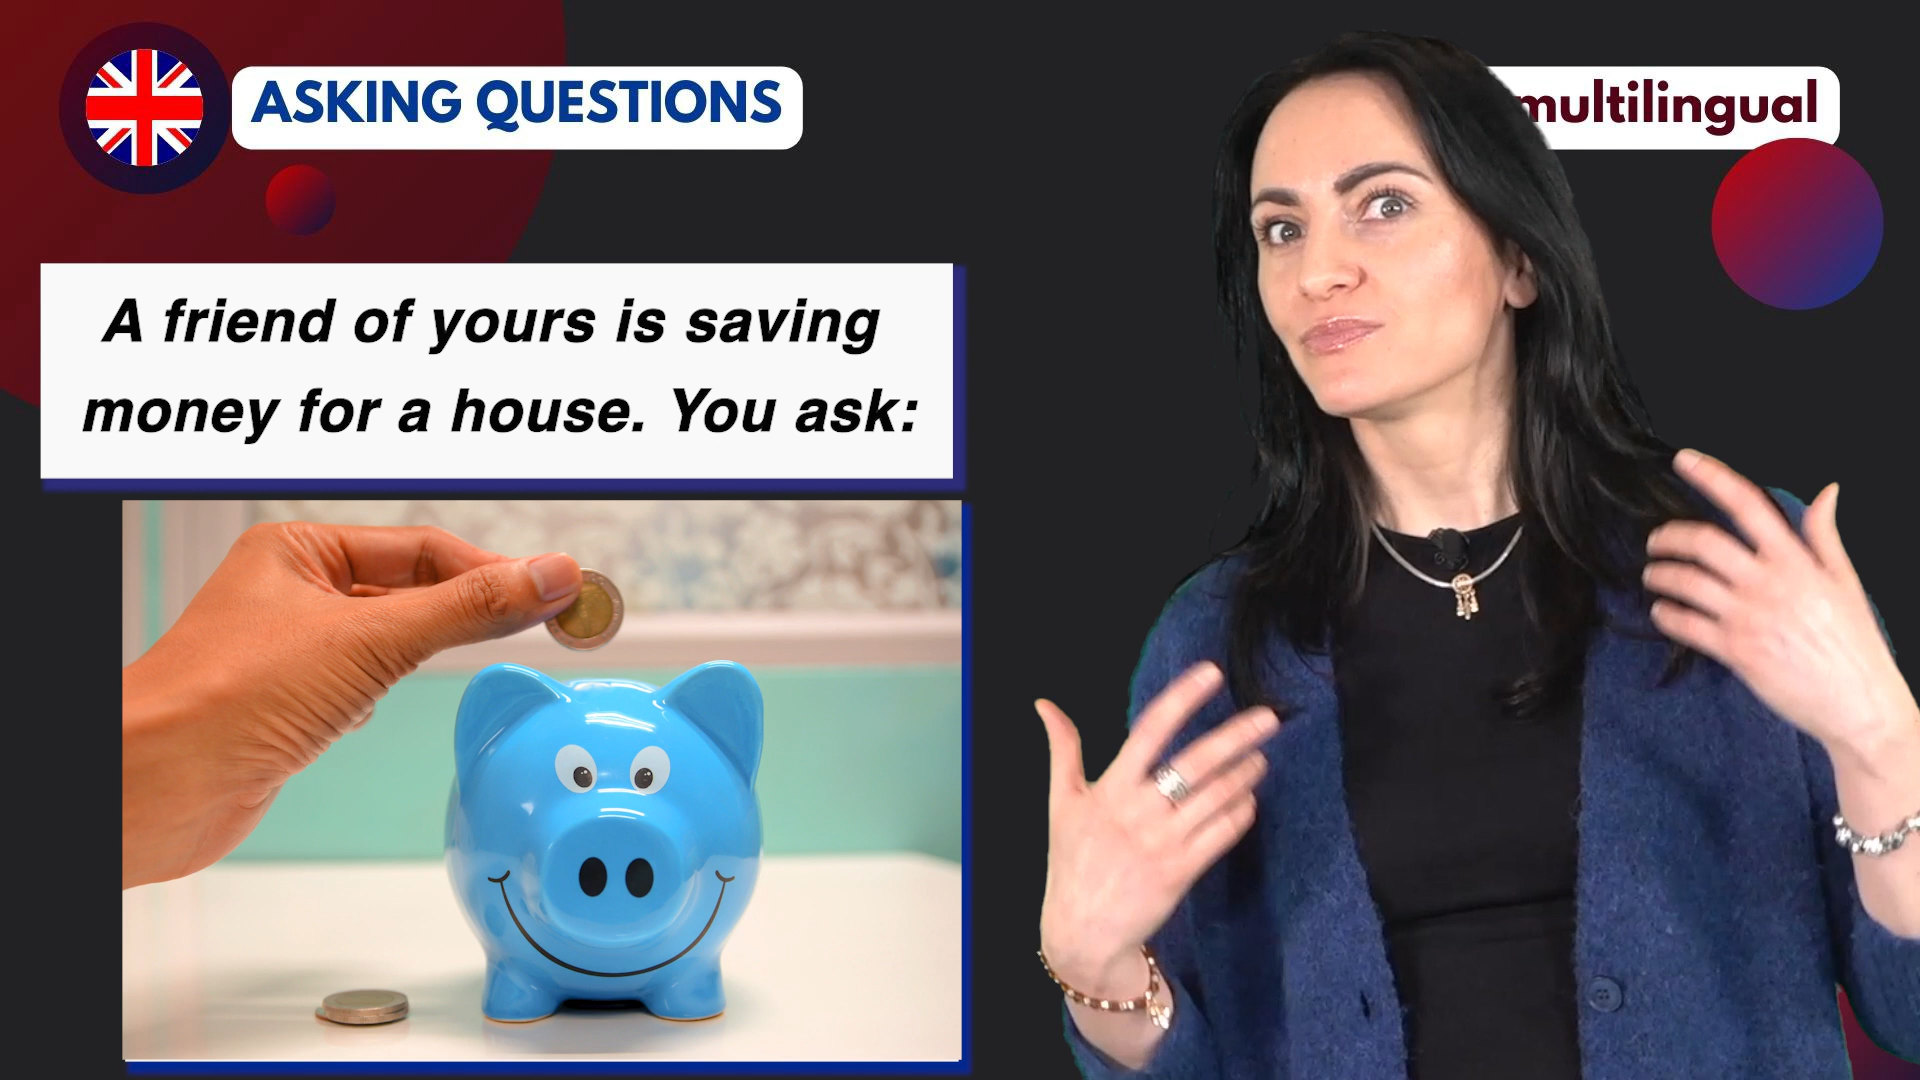 ASKING QUESTIONS
multilingual
A friend of yours is saving
money for a house. You ask: